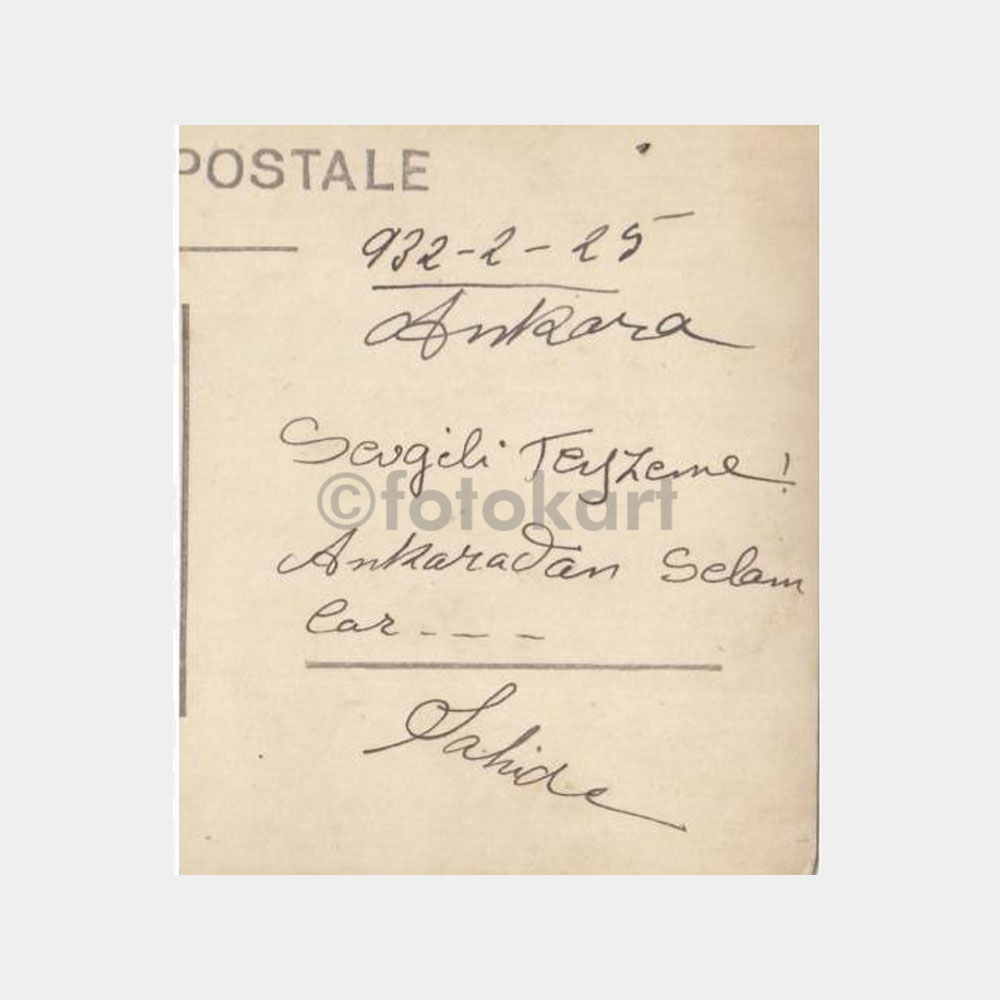 POSTALE
932-2-25
Ankara
Sevgili Teyzeme!
©fotokart
Ankaradan Selam
lar - - -
Sahide